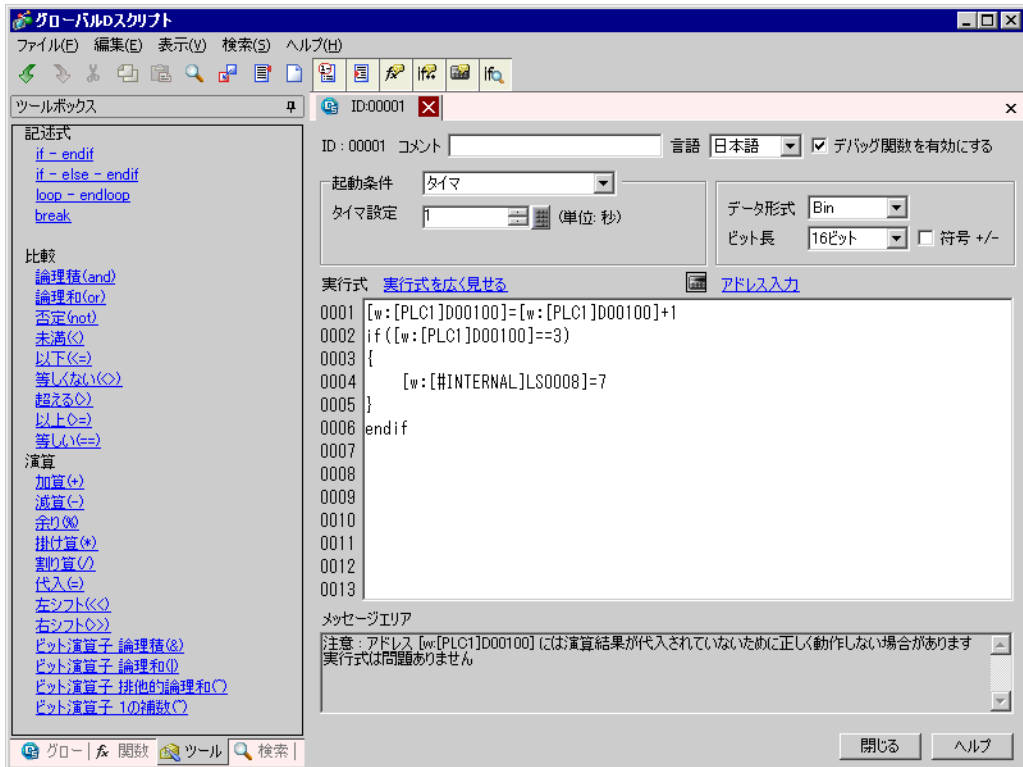 グローバルDスクリプト
ファイル(F) 編集(E) 表示(V) 検索(S) ヘルプ(H)
ツールボックス
ID:00001
記述式
if - endif
if - else - endif
loop - endloop
break
比較
論理積(and)
論理和(or)
否定(not)
未満(<)
以下(<=)
等しくない(<>)
超える(>)
以上(>=)
等しい(==)
演算
加算(+)
減算(-)
余り(%)
掛け算(*)
割り算(/)
代入(=)
左シフト(<<)
右シフト(>>)
ビット演算子 論理積(&)
ビット演算子 論理和(|)
ビット演算子 排他的論理和(^)
ビット演算子 1の補数(~)
グロー 関数 ツール 検索
ID : 00001 コメント 言語 日本語 デバッグ関数を有効にする
起動条件 タイマ
タイマ設定 1 (単位: 秒)
データ形式 Bin
ビット長 16ビット 符号 +/-
実行式 実行式を広く見せる アドレス入力
0001 [w:[PLC1]D00100]=[w:[PLC1]D00100]+1
0002 if([w:[PLC1]D00100]==3)
0003 {
0004 [w:[#INTERNAL]LS0008]=7
0005 }
0006 endif
0007
0008
0009
0010
0011
0012
0013
メッセージエリア
注意 : アドレス [w:[PLC1]D00100] には演算結果が代入されていないために正しく動作しない場合があります
実行式は問題ありません
閉じる ヘルプ